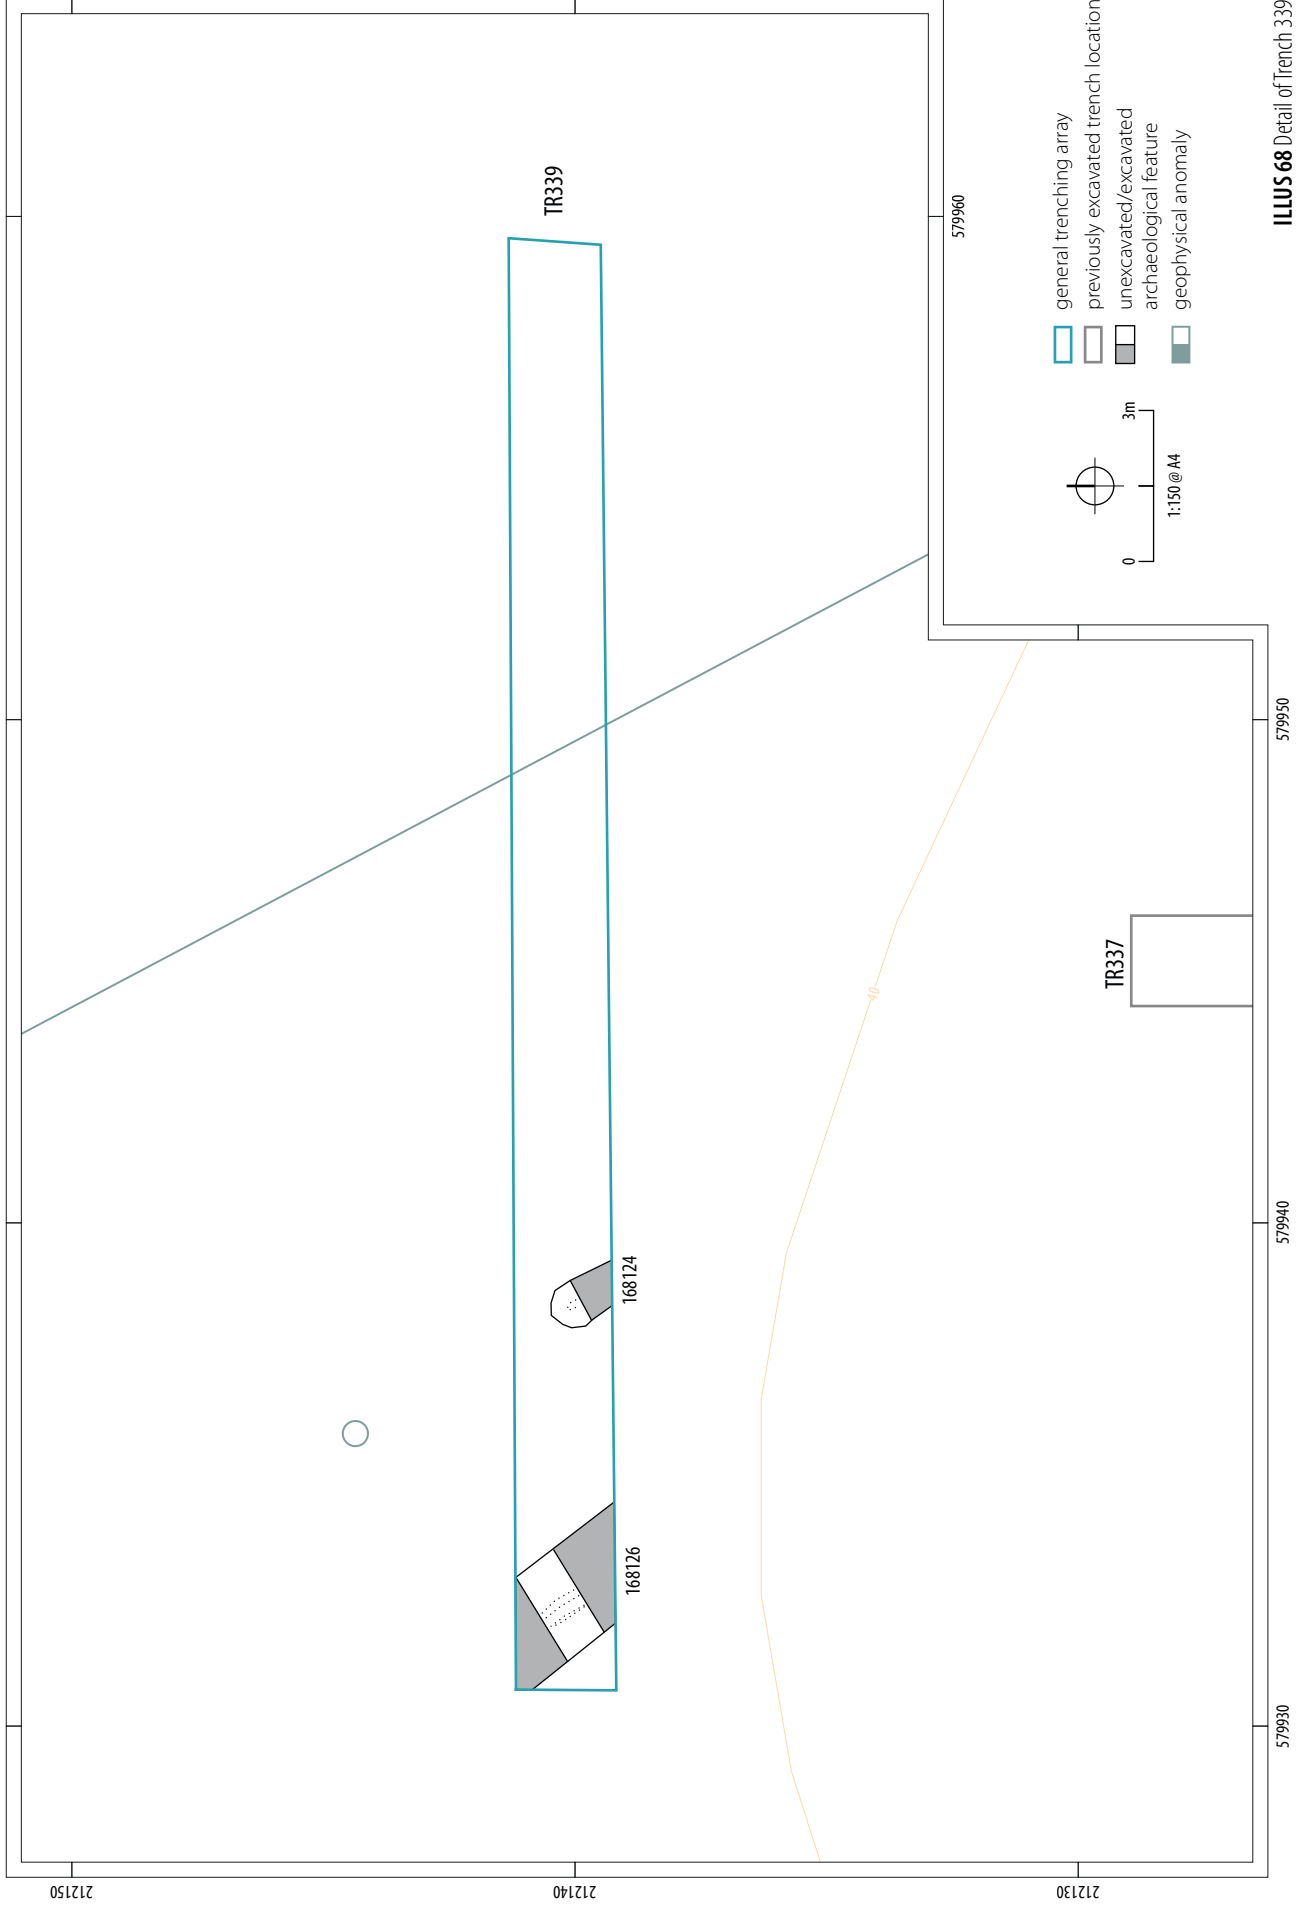 TR339
168124
168126
TR337
40
212150
212140
212130
579930
579940
579950
579960
general trenching array
previously excavated trench location
unexcavated/excavated
archaeological feature
geophysical anomaly
0
3m
1:150 @ A4
ILLUS 68 Detail of Trench 339